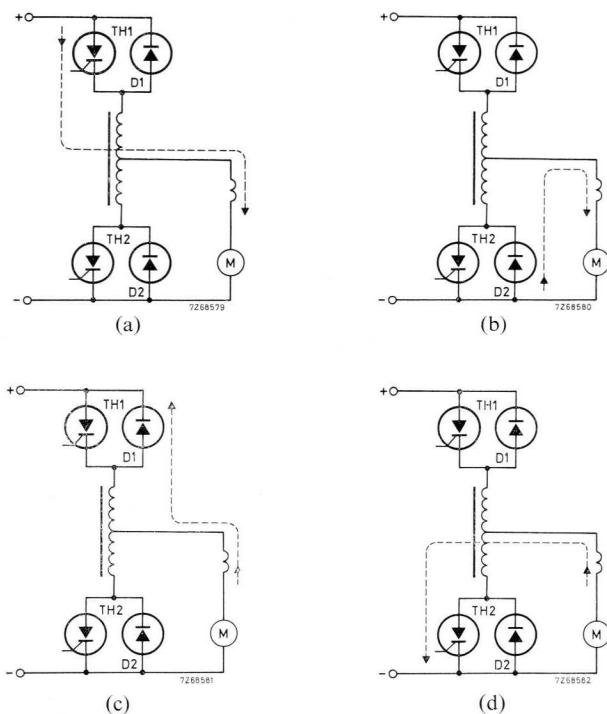 +
TH1
D1
TH2
M
-
D2
7Z68579
(a)
+
TH1
D1
TH2
M
-
D2
7Z68580
(b)
+
TH1
D1
TH2
M
-
D2
7Z68581
(c)
+
TH1
D1
TH2
M
-
D2
7Z68582
(d)